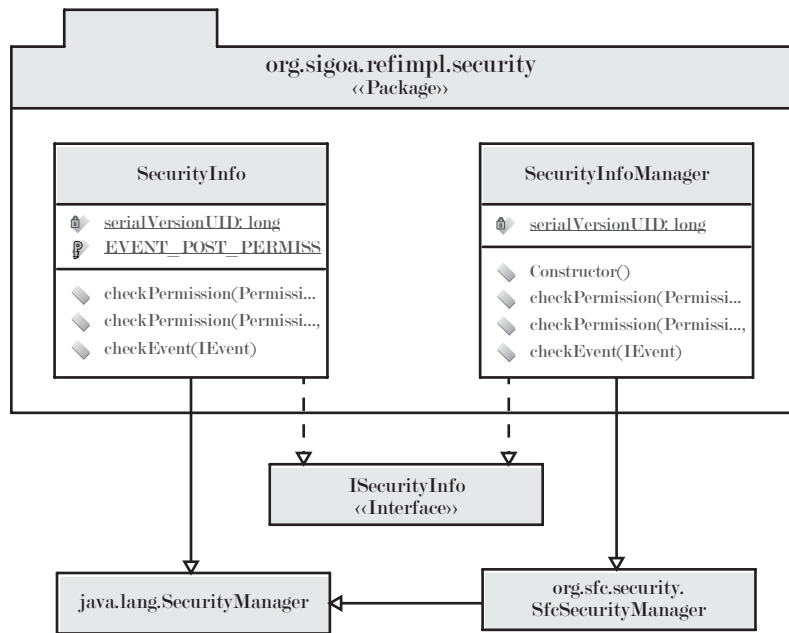 org.sigoa.refimpl.security
‹‹Package››
SecurityInfo
serialVersionUID: long
EVENT_POST_PERMISS
checkPermission(Permissi...
checkPermission(Permissi...,
checkEvent(IEvent)
SecurityInfoManager
serialVersionUID: long
Constructor()
checkPermission(Permissi...
checkPermission(Permissi...,
checkEvent(IEvent)
ISecurityInfo
‹‹Interface››
java.lang.SecurityManager
org.sfc.security.
SfcSecurityManager